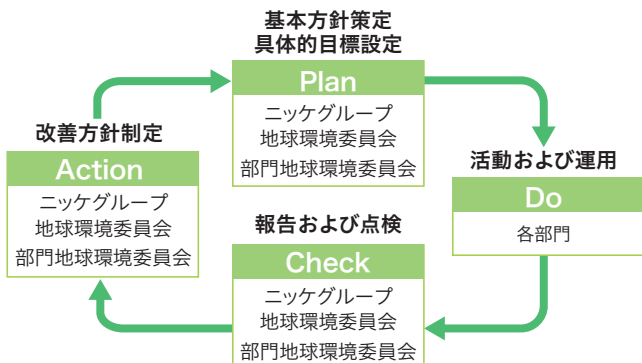 基本方針策定
具体的目標設定
Plan
ニッケグループ
地球環境委員会
部門地球環境委員会
活動および運用
Do
各部門
報告および点検
Check
ニッケグループ
地球環境委員会
部門地球環境委員会
改善方針制定
Action
ニッケグループ
地球環境委員会
部門地球環境委員会